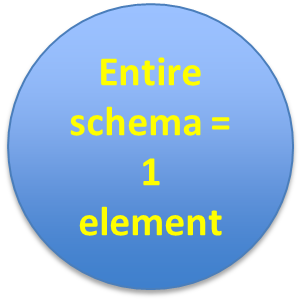 Entire
schema =
1
element